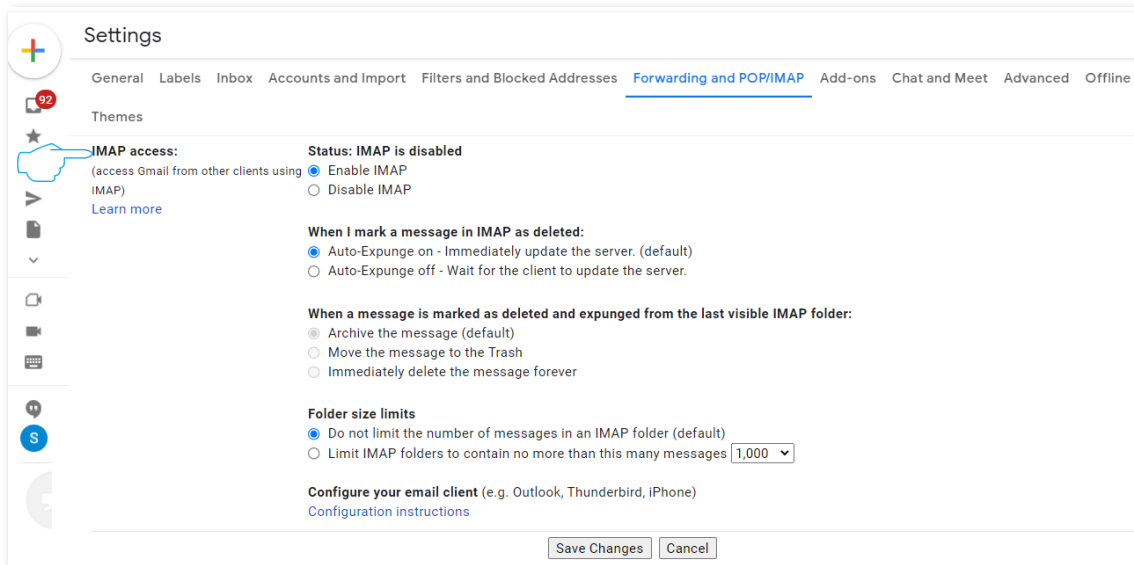 Settings
General Labels Inbox Accounts and Import Filters and Blocked Addresses Forwarding and POP/IMAP Add-ons Chat and Meet Advanced Offline
Themes
92
IMAP access:
(access Gmail from other clients using
IMAP)
Learn more
Status: IMAP is disabled
Enable IMAP
Disable IMAP
When I mark a message in IMAP as deleted:
Auto-Expunge on - Immediately update the server. (default)
Auto-Expunge off - Wait for the client to update the server.
When a message is marked as deleted and expunged from the last visible IMAP folder:
Archive the message (default)
Move the message to the Trash
Immediately delete the message forever
Folder size limits
Do not limit the number of messages in an IMAP folder (default)
Limit IMAP folders to contain no more than this many messages 1,000
S
Configure your email client (e.g. Outlook, Thunderbird, iPhone)
Configuration instructions
Save Changes Cancel